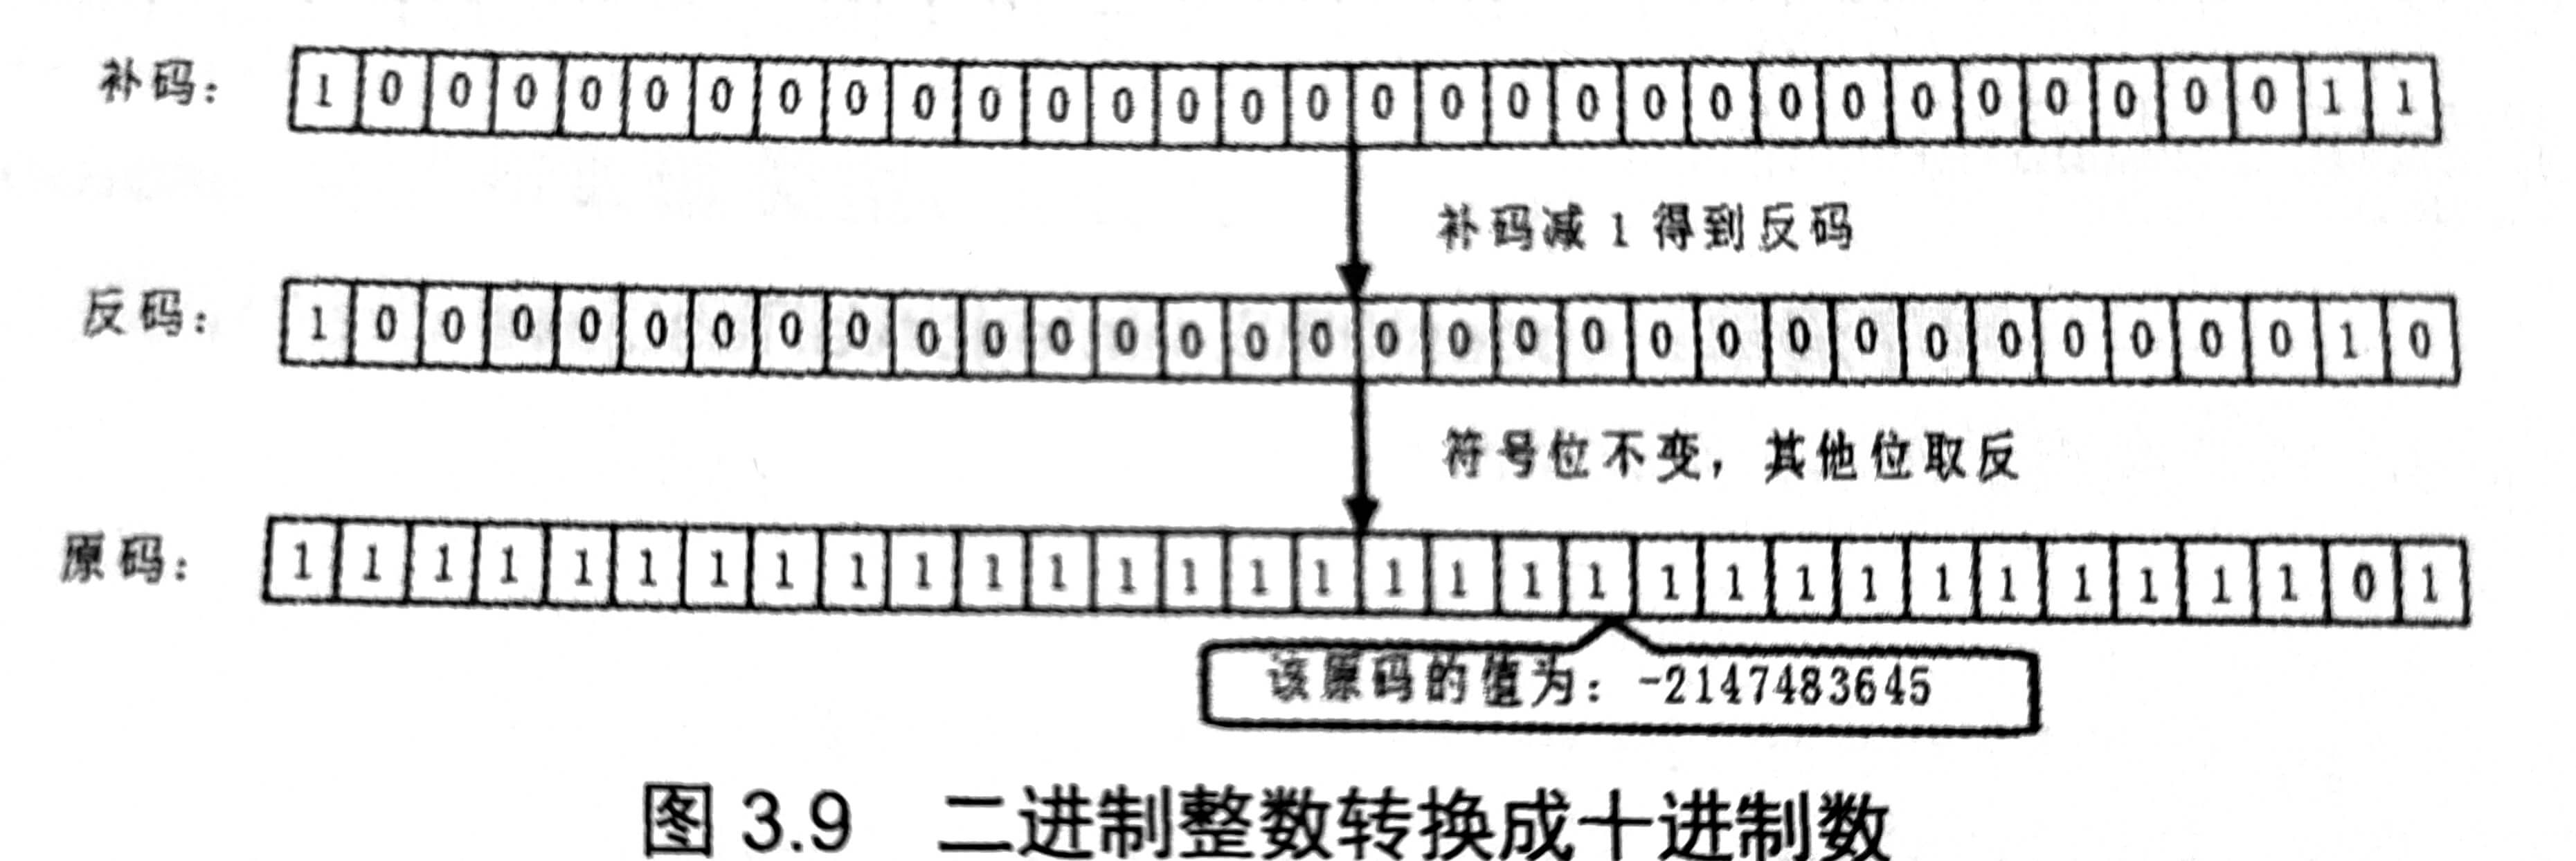 补码: 1 0 0 0 0 0 0 0 0 0 0 0 0 0 0 0 0 0 0 0 0 0 0 0 0 0 0 0 0 0 1 1
补码减 1 得到反码
反码: 1 0 0 0 0 0 0 0 0 0 0 0 0 0 0 0 0 0 0 0 0 0 0 0 0 0 0 0 0 0 1 0
符号位不变，其他位取反
原码: 1 1 1 1 1 1 1 1 1 1 1 1 1 1 1 1 1 1 1 1 1 1 1 1 1 1 1 1 1 1 0 1
该原码的值为: -2147483645
图 3.9 二进制整数转换成十进制数